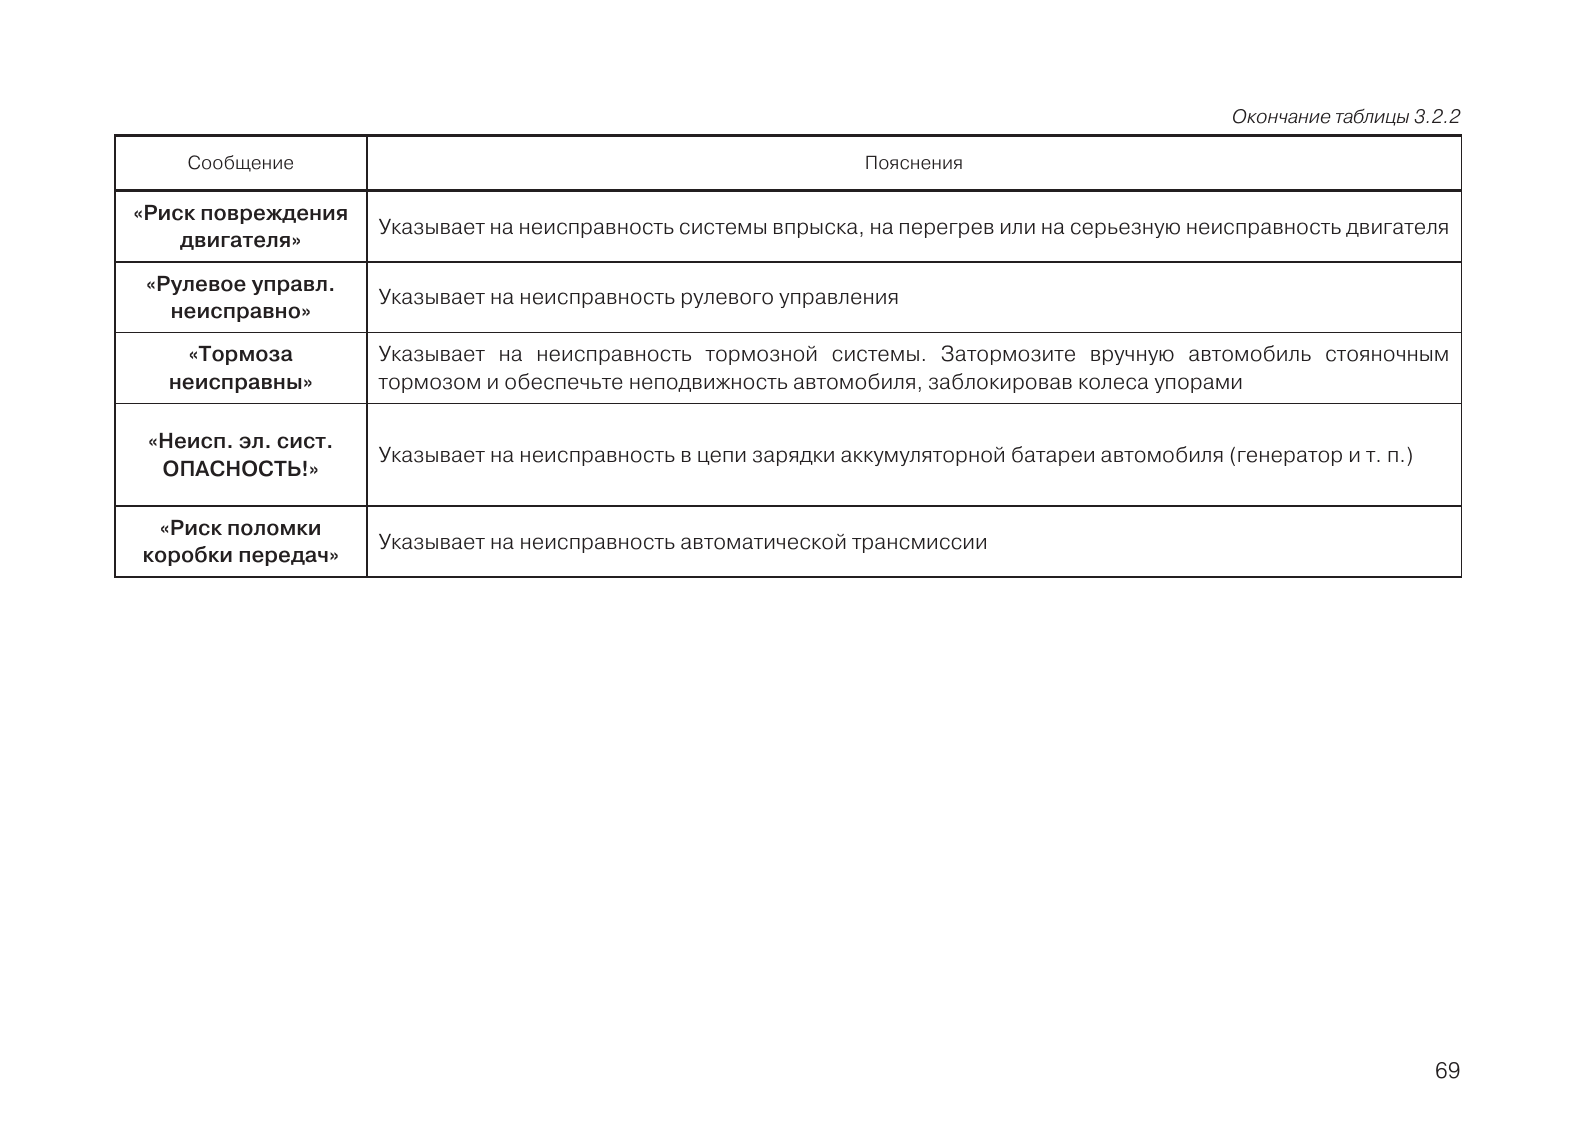 Окончание таблицы 3.2.2
Сообщение
Пояснения
«Риск повреждения
двигателя»
Указывает на неисправность системы впрыска, на перегрев или на серьезную неисправность двигателя
«Рулевое управл.
неисправно»
Указывает на неисправность рулевого управления
«Тормоза
неисправны»
Указывает на неисправность тормозной системы. Затормозите вручную автомобиль стояночным
тормозом и обеспечьте неподвижность автомобиля, заблокировав колеса упорами
«Неисп. эл. сист.
ОПАСНОСТЬ!»
Указывает на неисправность в цепи зарядки аккумуляторной батареи автомобиля (генератор и т. п.)
«Риск поломки
коробки передач»
Указывает на неисправность автоматической трансмиссии
69